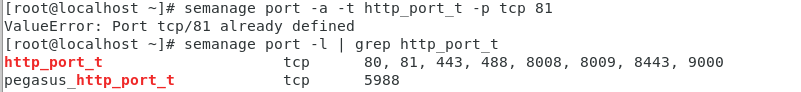 [root@localhost ~]# semanage port -a -t http_port_t -p tcp 81
ValueError: Port tcp/81 already defined
[root@localhost ~]# semanage port -l | grep http_port_t
http_port_t                    tcp      80, 81, 443, 488, 8008, 8009, 8443, 9000
pegasus_http_port_t            tcp      5988